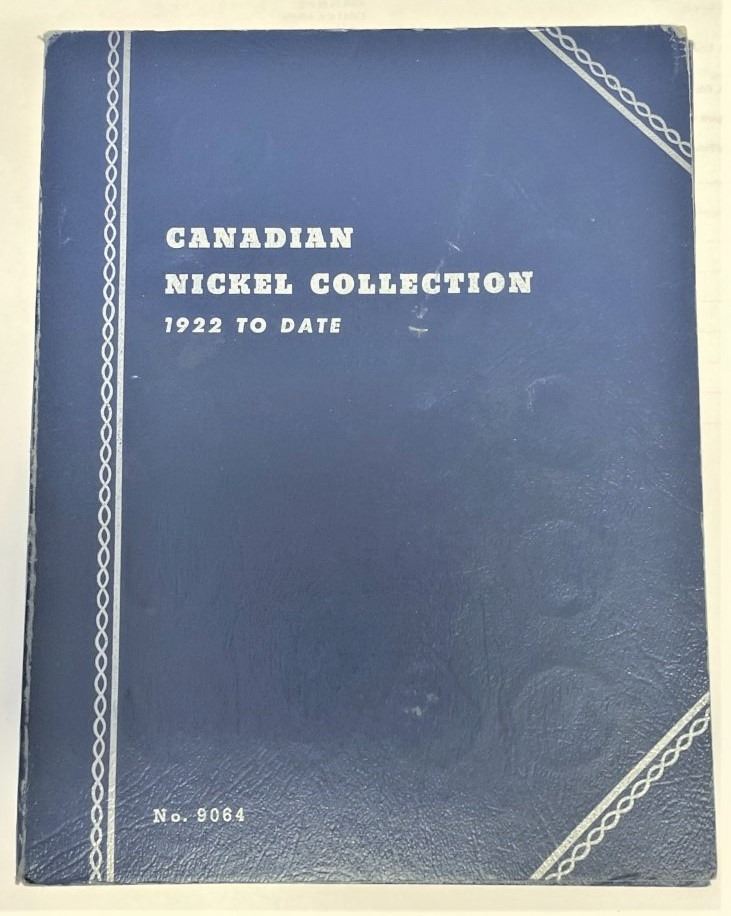 CANADIAN
NICKEL COLLECTION
1922 TO DATE
No. 9064